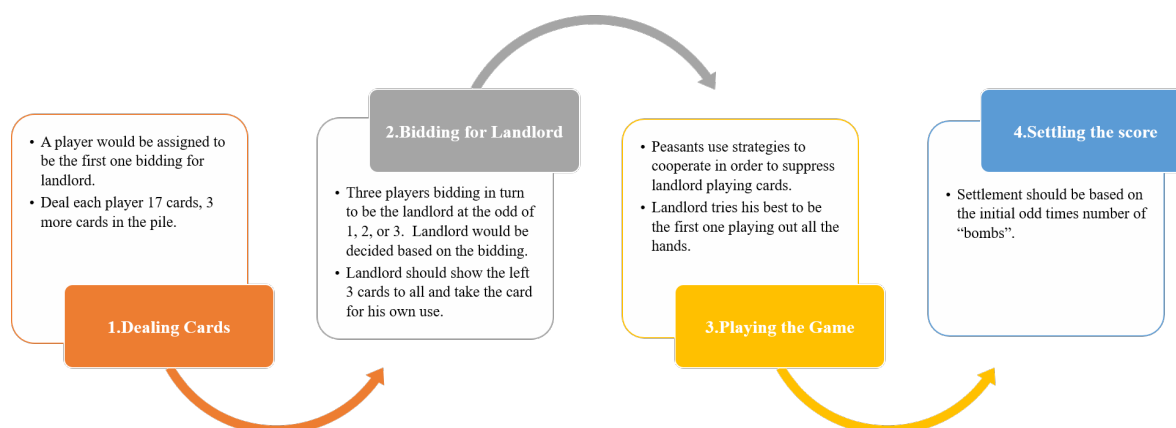 • A player would be assigned to
be the first one bidding for
landlord.
• Deal each player 17 cards, 3
more cards in the pile.
1.Dealing Cards
2.Bidding for Landlord
• Three players bidding in turn
to be the landlord at the odd of
1, 2, or 3.  Landlord would be
decided based on the bidding.
• Landlord should show the left
3 cards to all and take the card
for his own use.
• Peasants use strategies to
cooperate in order to suppress
landlord playing cards.
• Landlord tries his best to be
the first one playing out all the
hands.
3.Playing the Game
4.Settling the score
• Settlement should be based on
the initial odd times number of
“bombs”.